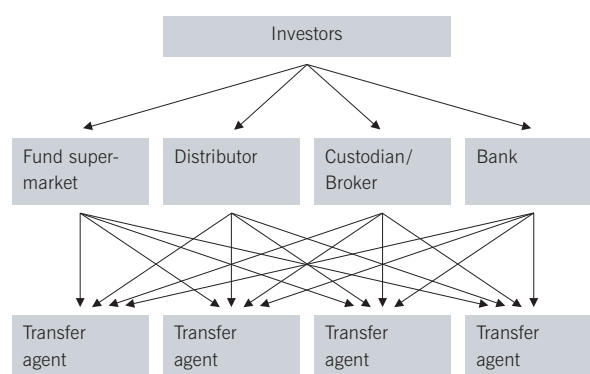 Investors
Fund super-
market
Distributor
Custodian/
Broker
Bank
Transfer
agent
Transfer
agent
Transfer
agent
Transfer
agent